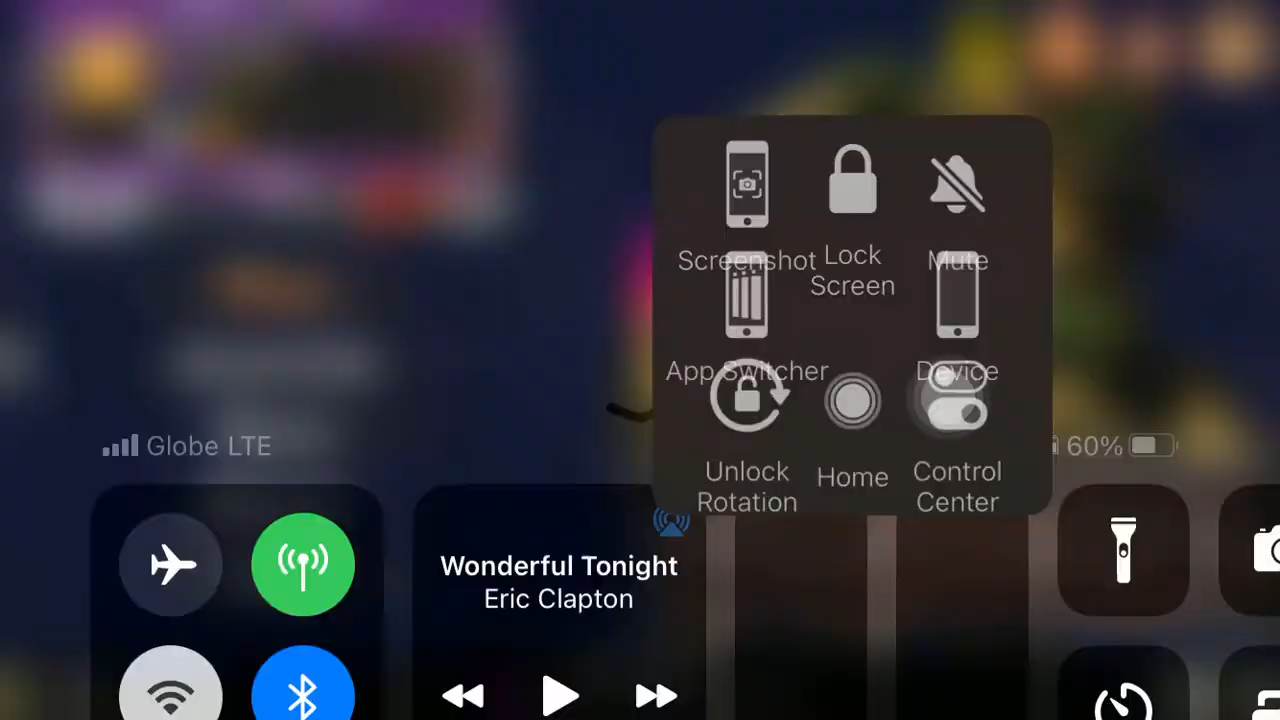 Screenshot
Lock
Screen
Mute
App Switcher
Device
Unlock
Rotation
Home
Control
Center
Globe LTE
60%
Wonderful Tonight
Eric Clapton